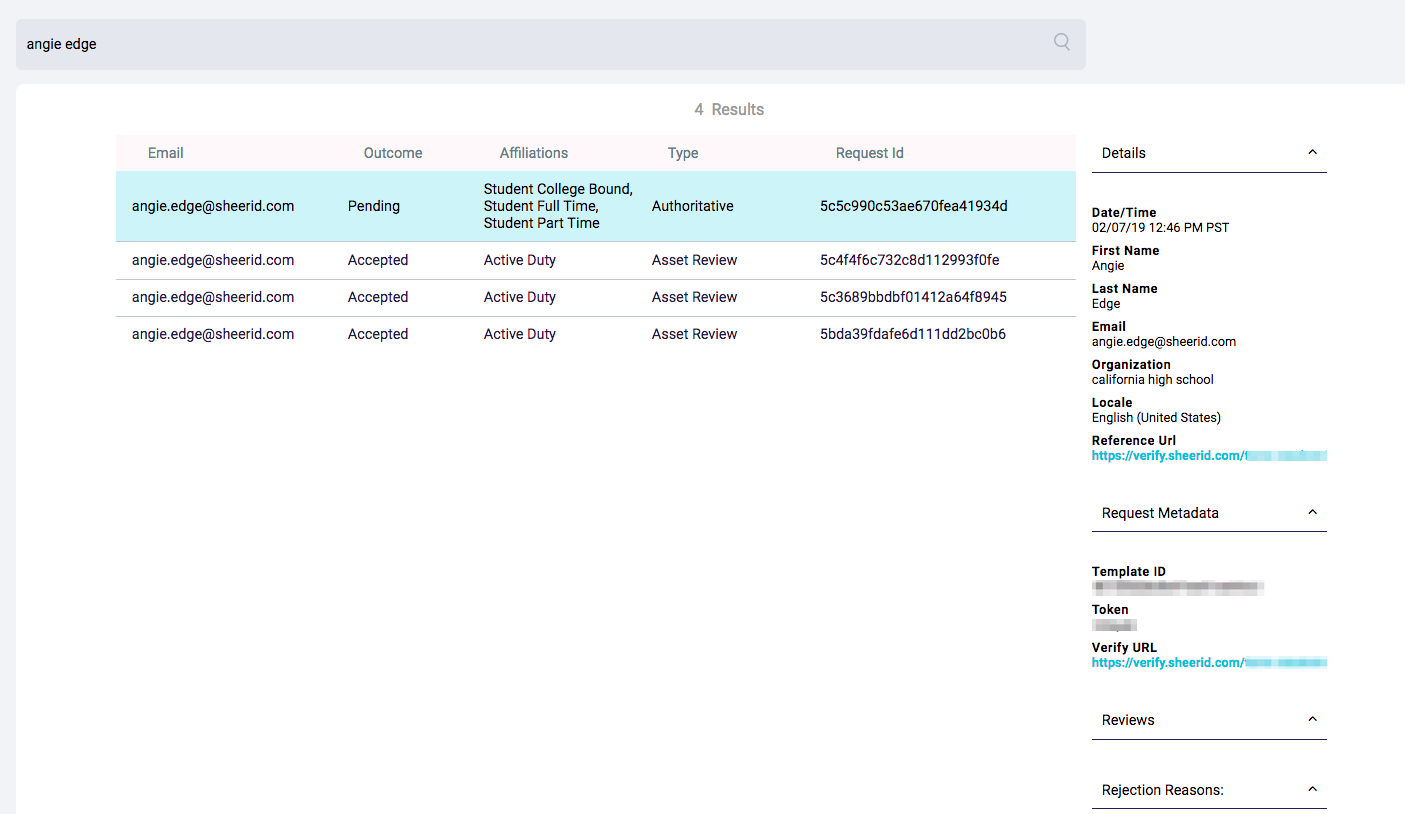 angie edge
4 Results
Email Outcome Affiliations Type Request Id
angie.edge@sheerid.com Pending Student College Bound, Student Full Time, Student Part Time Authoritative 5c5c990c53ae670fea41934d
angie.edge@sheerid.com Accepted Active Duty Asset Review 5c4f4f6c732c8d112993f0fe
angie.edge@sheerid.com Accepted Active Duty Asset Review 5c3689bbdbf01412a64f8945
angie.edge@sheerid.com Accepted Active Duty Asset Review 5bda39fdafe6d111dd2bc0b6
Details
Date/Time
02/07/19 12:46 PM PST
First Name
Angie
Last Name
Edge
Email
angie.edge@sheerid.com
Organization
california high school
Locale
English (United States)
Reference Url
https://verify.sheerid.com/
Request Metadata
Template ID
Token
Verify URL
https://verify.sheerid.com/
Reviews
Rejection Reasons: